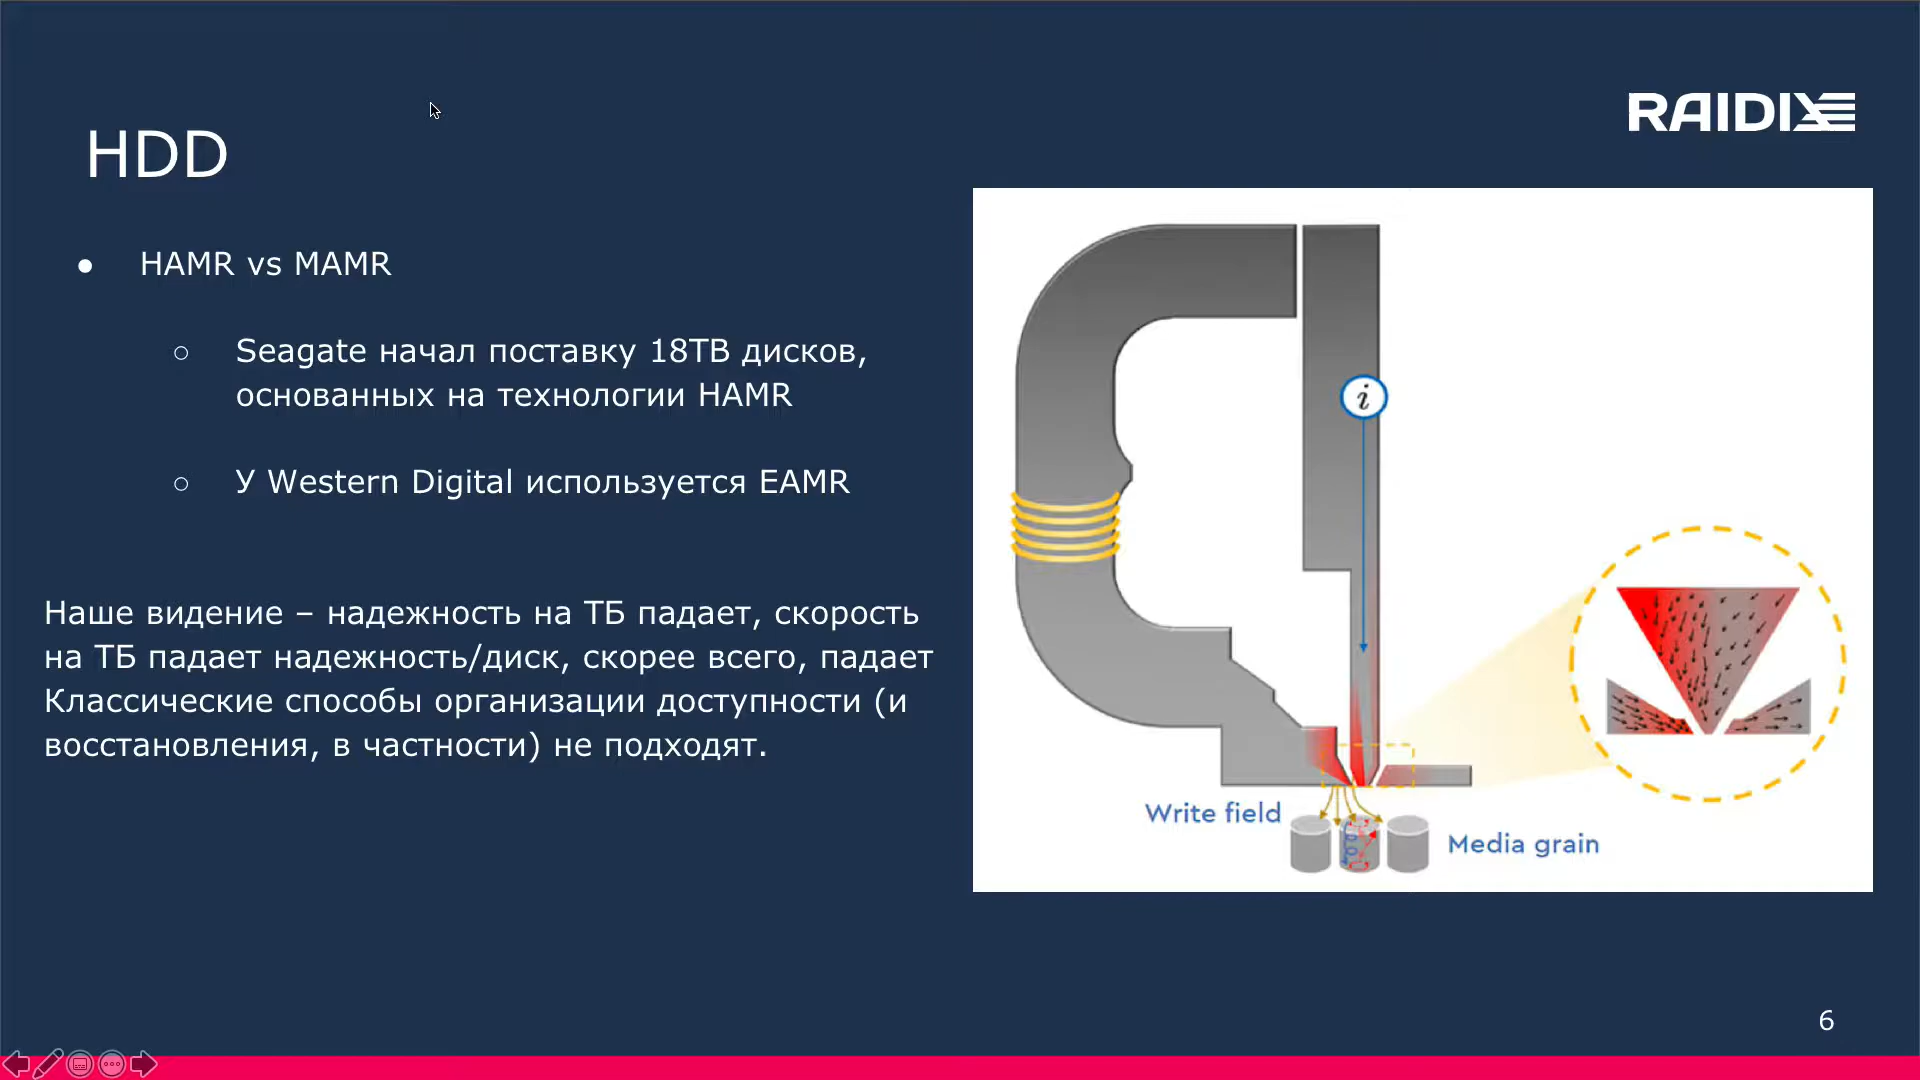 RAIDIX
HDD
● HAMR vs MAMR
○ Seagate начал поставку 18ТВ дисков,
основанных на технологии HAMR
○ У Western Digital используется EAMR
Наше видение – надежность на ТБ падает, скорость
на ТБ падает надежность/диск, скорее всего, падает
Классические способы организации доступности (и
восстановления, в частности) не подходят.
i
Write field
Media grain
6